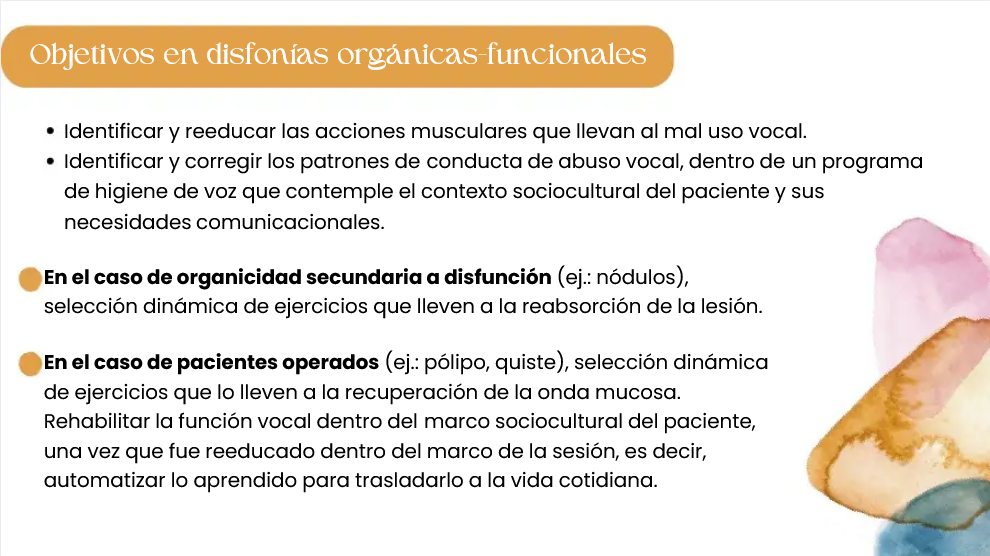 Objetivos en disfonías orgánicas-funcionales
• Identificar y reeducar las acciones musculares que llevan al mal uso vocal.
• Identificar y corregir los patrones de conducta de abuso vocal, dentro de un programa
de higiene de voz que contemple el contexto sociocultural del paciente y sus
necesidades comunicacionales.
En el caso de organicidad secundaria a disfunción (ej.: nódulos),
selección dinámica de ejercicios que lleven a la reabsorción de la lesión.
En el caso de pacientes operados (ej.: pólipo, quiste), selección dinámica
de ejercicios que lo lleven a la recuperación de la onda mucosa.
Rehabilitar la función vocal dentro del marco sociocultural del paciente,
una vez que fue reeducado dentro del marco de la sesión, es decir,
automatizar lo aprendido para trasladarlo a la vida cotidiana.